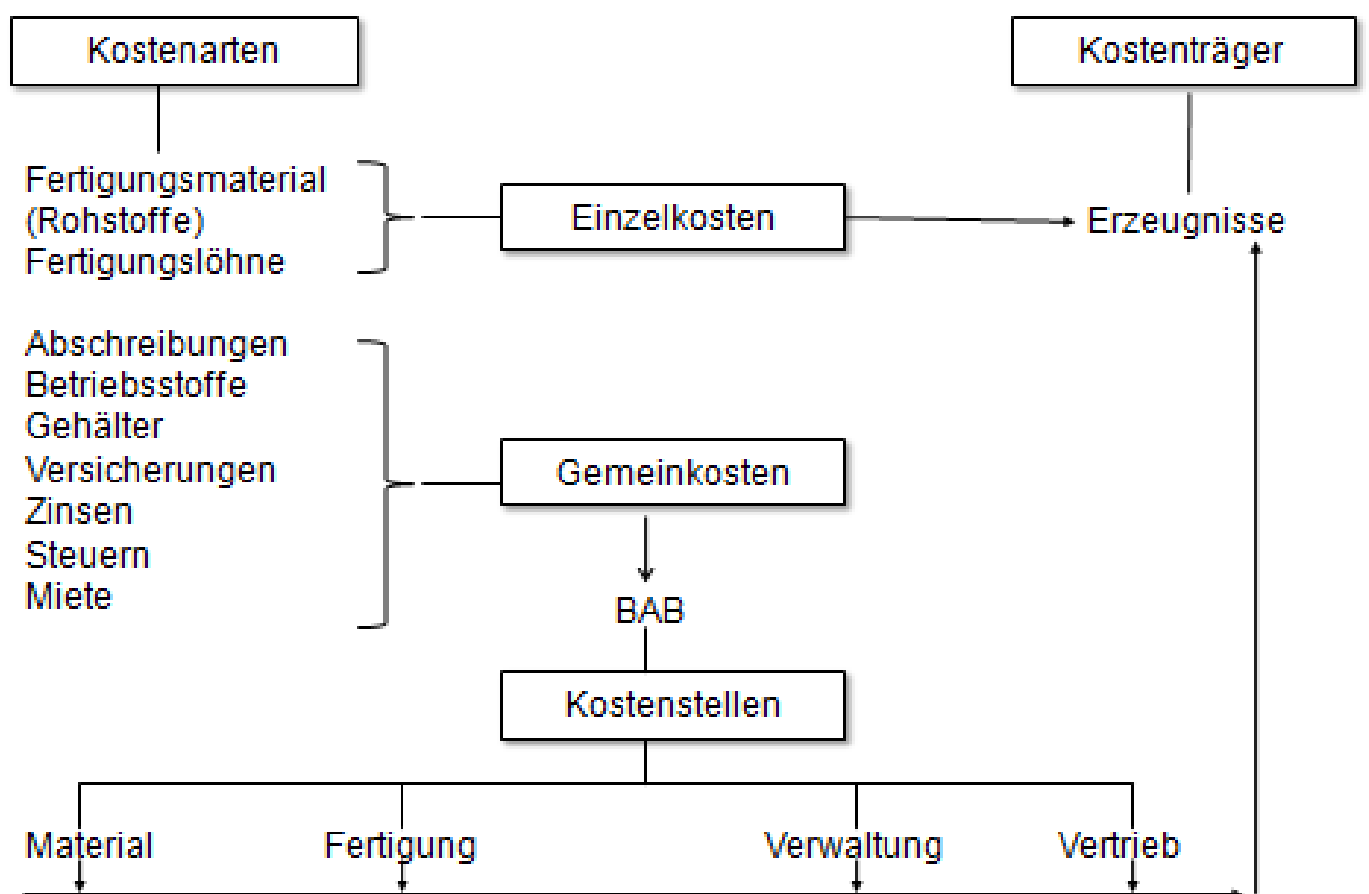 Kostenarten
Kostenträger
Fertigungsmaterial
(Rohstoffe)
Fertigungslöhne
Einzelkosten
Erzeugnisse
Abschreibungen
Betriebsstoffe
Gehälter
Versicherungen
Zinsen
Steuern
Miete
Gemeinkosten
BAB
Kostenstellen
Material
Fertigung
Verwaltung
Vertrieb